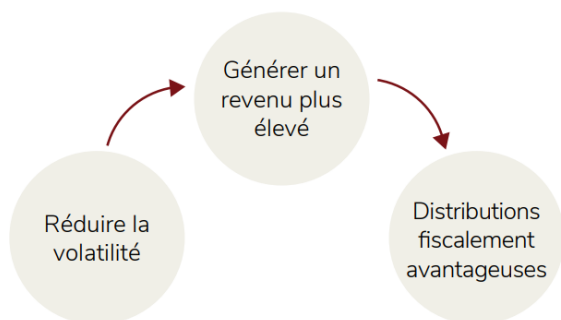 Générer un
revenu plus
élevé
Réduire la
volatilité
Distributions
fiscalement
avantageuses